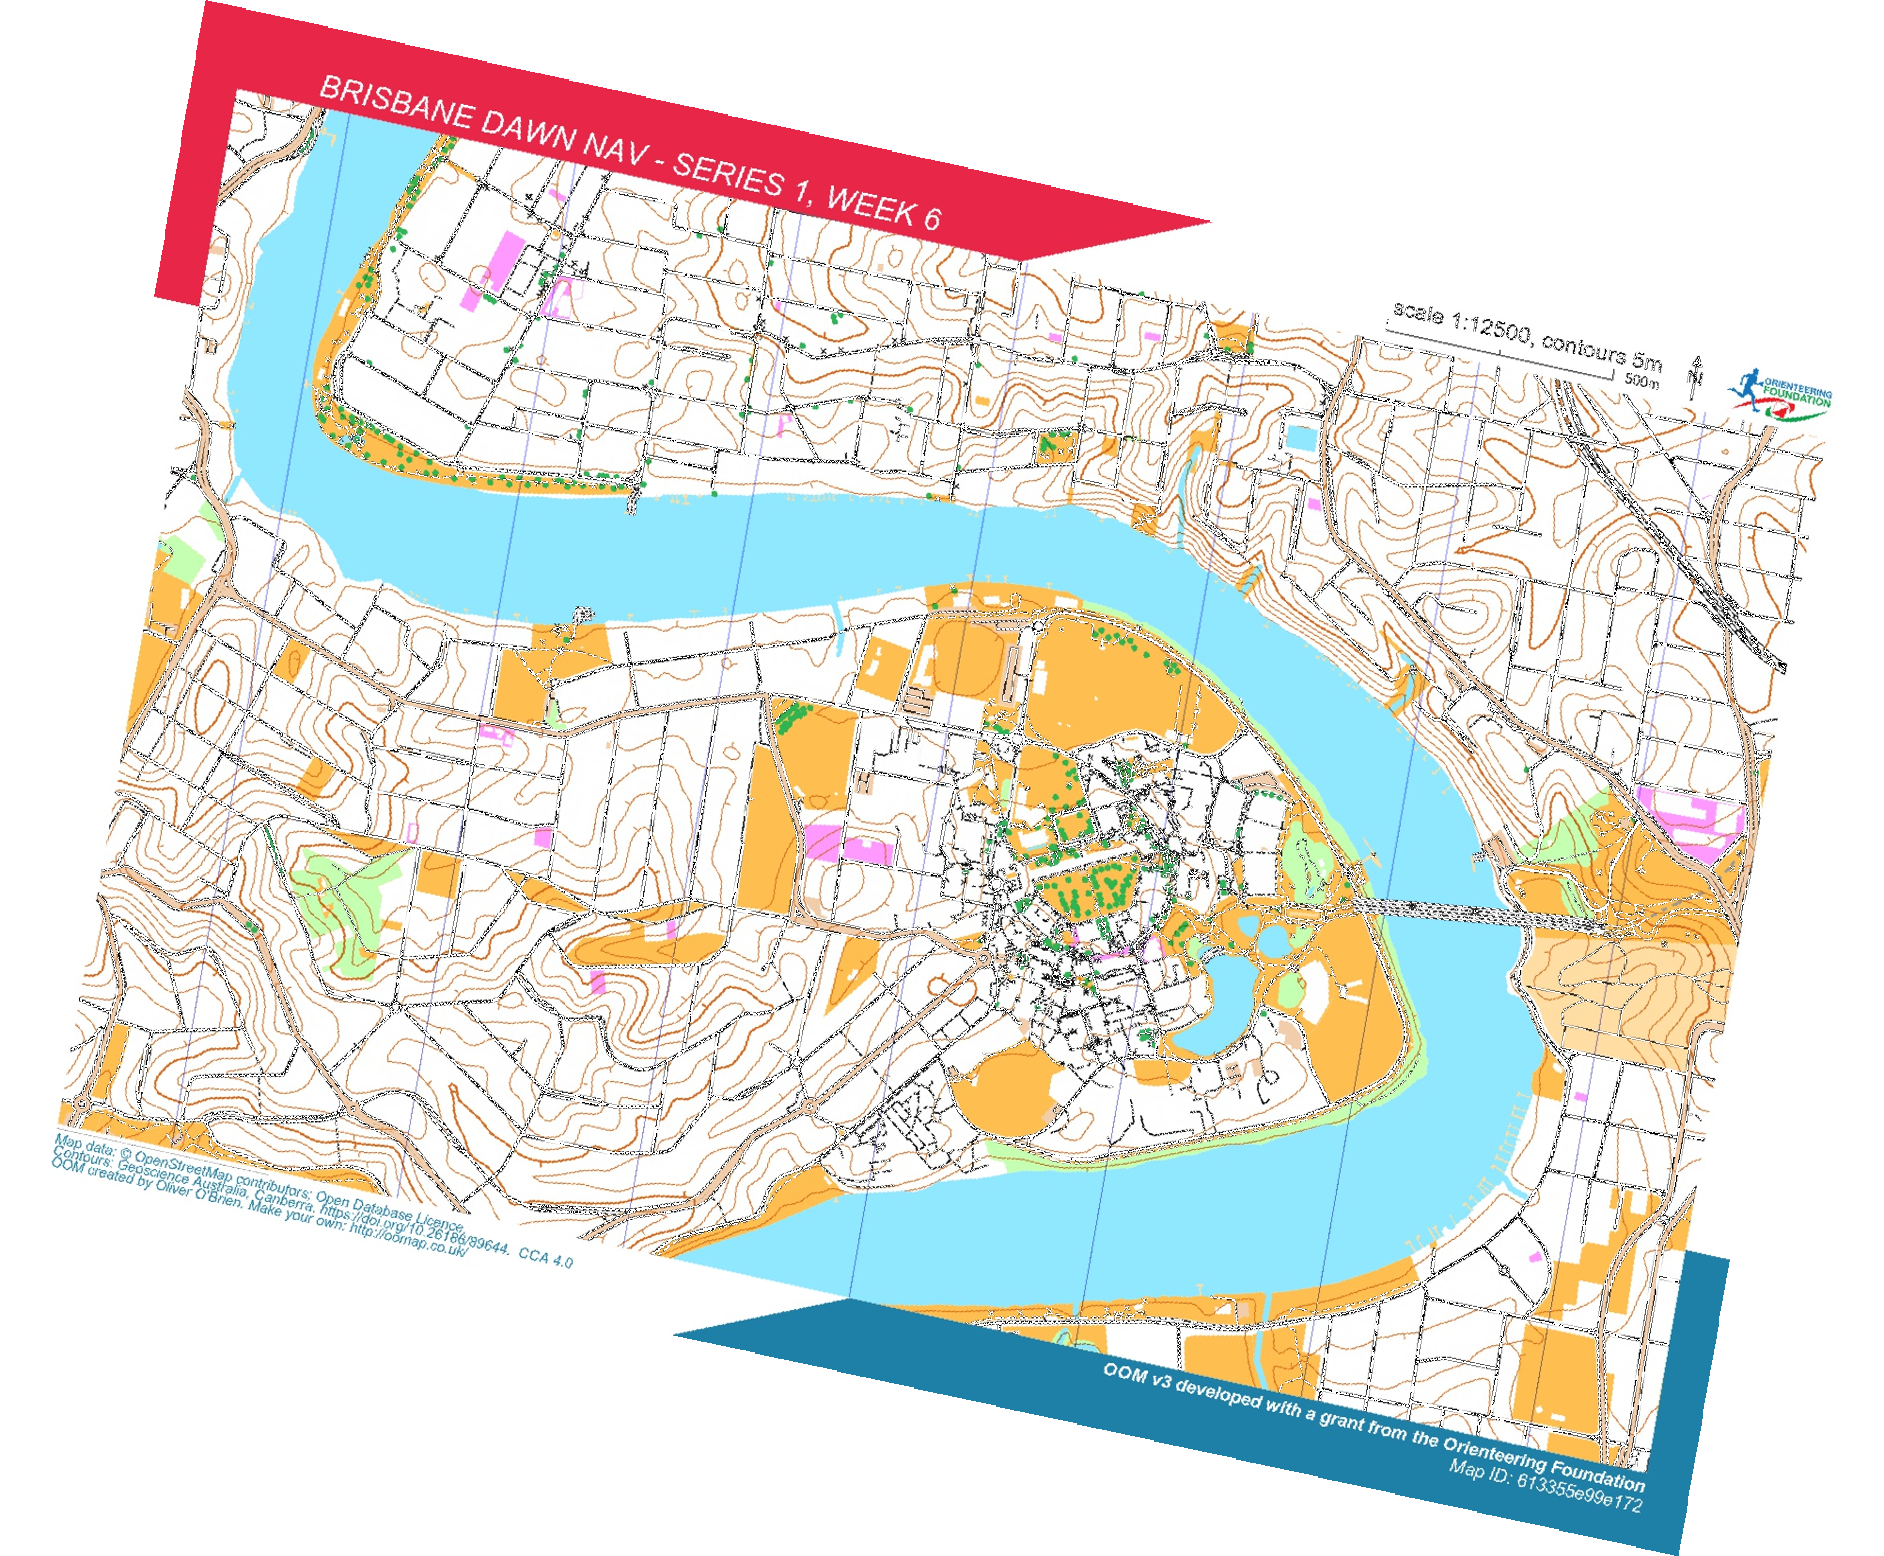 BRISBANE DAWN NAV - SERIES 1, WEEK 6
scale 1:12500, contours 5m
500m
N
ORIENTEERING
FOUNDATION
Map data: © OpenStreetMap contributors, Open Database Licence.
Contours: Geoscience Australia, Canberra. https://doi.org/10.26186/89644. CCA 4.0
OOM created by Oliver O'Brien. Make your own: http://oomap.co.uk/
OOM v3 developed with a grant from the Orienteering Foundation
Map ID: 613355e99e172